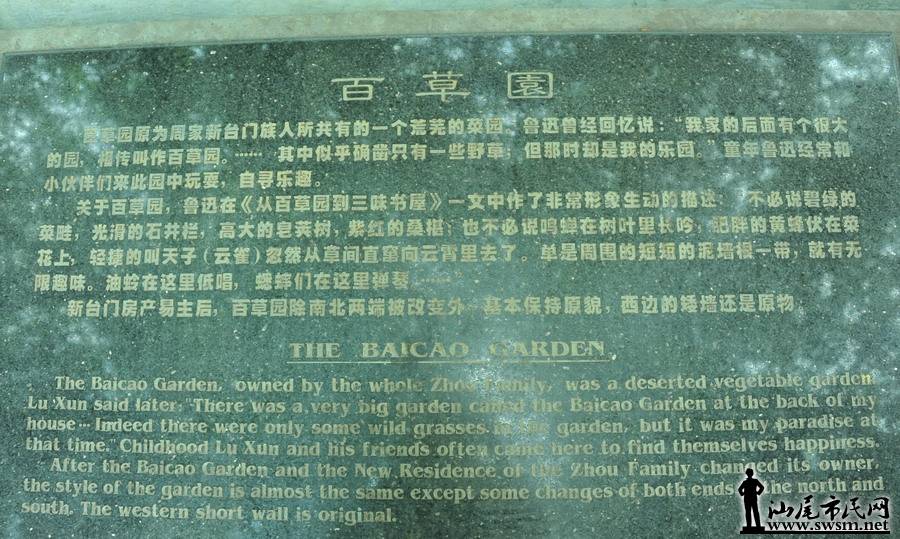 百草園
百草园原为周家新台门族人所共有的一个荒芜的菜园，鲁迅曾经回忆说：“我家的后面有个很大
的园，相传叫作百草园。…… 其中似乎确凿只有一些野草；但那时却是我的乐园。”童年鲁迅经常和
小伙伴们来此园中玩耍，自寻乐趣。
关于百草园，鲁迅在《从百草园到三味书屋》一文中作了非常形象生动的描述：“不必说碧绿的
菜畦，光滑的石井栏，高大的皂荚树，紫红的桑椹；也不必说鸣蝉在树叶里长吟，肥胖的黄蜂伏在菜
花上，轻捷的叫天子（云雀）忽然从草间直窜向云霄里去了。单是周围的短短的泥墙根一带，就有无
限趣味。油蛉在这里低唱，蟋蟀们在这里弹琴……”
新台门房产易主后，百草园除南北两端被改变外，基本保持原貌，西边的矮墙还是原物。
THE BAICAO GARDEN
The Baicao Garden, owned by the whole Zhou Family, was a deserted vegetable garden.
Lu Xun said later: "There was a very big garden called the Baicao Garden at the back of my
house… Indeed there were only some wild grasses in the garden, but it was my paradise at
that time." Childhood Lu Xun and his friends often came here to find themselves happiness.
After the Baicao Garden and the New Residence of the Zhou Family changed its owner,
the style of the garden is almost the same except some changes of both ends of the north and
south. The western short wall is original.
汕尾市民网
www.swsm.net